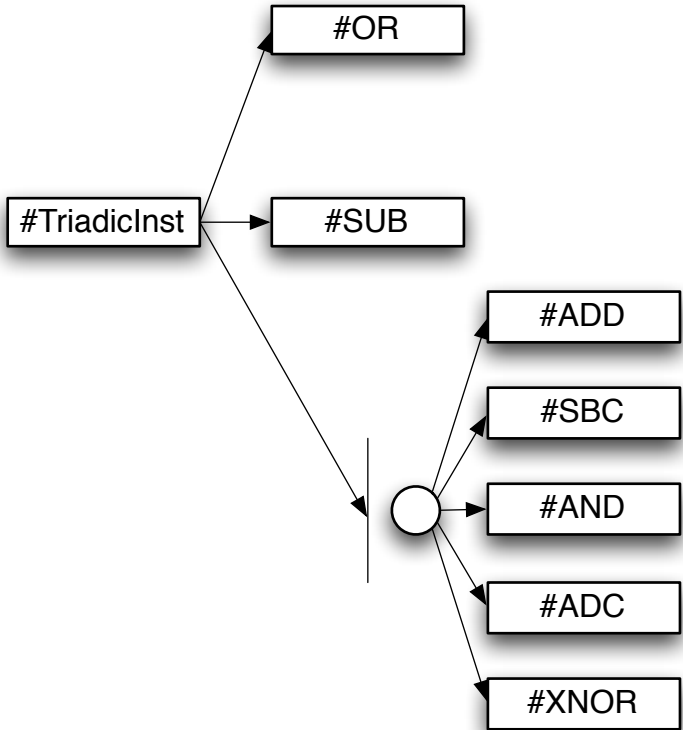 #OR
#TriadicInst
#SUB
#ADD
#SBC
#AND
#ADC
#XNOR